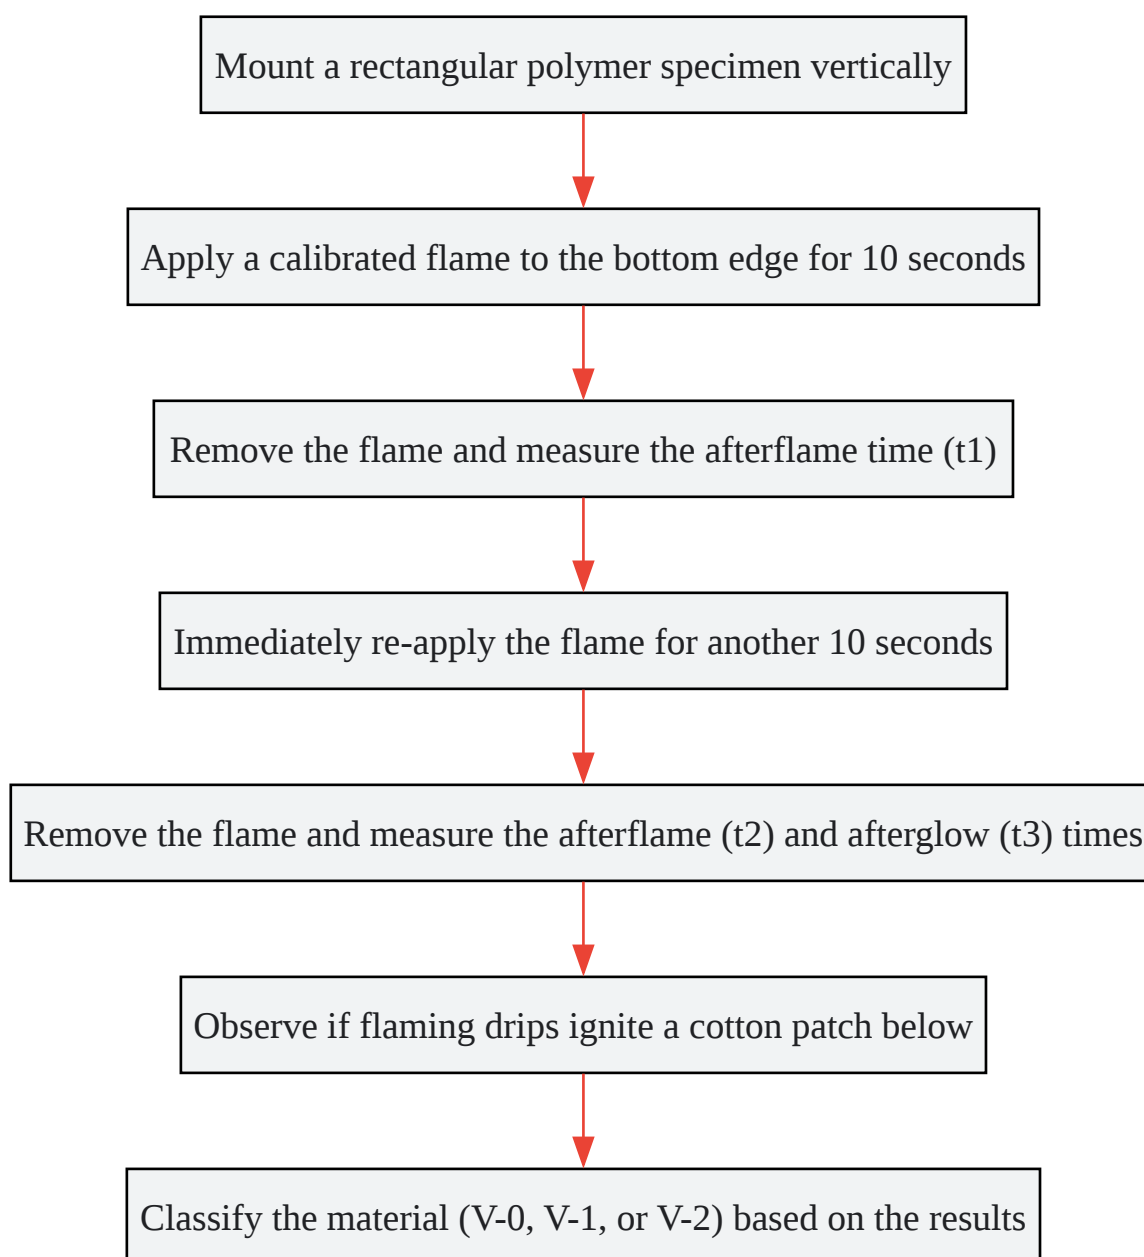 Mount a rectangular polymer specimen vertically
Apply a calibrated flame to the bottom edge for 10 seconds
Remove the flame and measure the afterflame time (t1)
Immediately re-apply the flame for another 10 seconds
Remove the flame and measure the afterflame (t2) and afterglow (t3) times
Observe if flaming drips ignite a cotton patch below
Classify the material (V-0, V-1, or V-2) based on the results